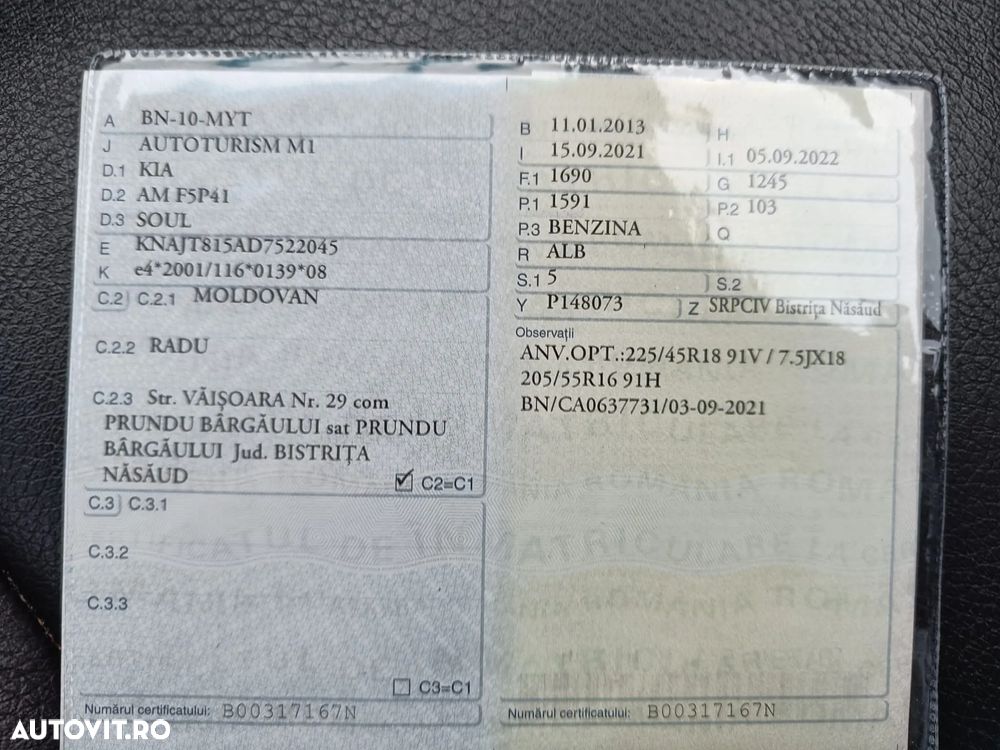 A BN-10-MYT
J AUTOTURISM M1
D.1 KIA
D.2 AM F5P41
D.3 SOUL
E KNAJT815AD7522045
K e4*2001/116*0139*08
C.2 C.2.1 MOLDOVAN
C.2.2 RADU
C.2.3 Str. VĂIȘOARA Nr. 29 com
PRUNDU BÂRGĂULUI sat PRUNDU
BÂRGĂULUI Jud. BISTRIȚA
NĂSĂUD
C2=C1
C.3 C.3.1
C.3.2
C.3.3
C3=C1
Numărul certificatului: B00317167N
B 11.01.2013 H
I 15.09.2021 I.1 05.09.2022
F.1 1690 G 1245
P.1 1591 P.2 103
P.3 BENZINA Q
R ALB
S.1 5 S.2
Y P148073 Z SRPCIV Bistrița Năsăud
Observații
ANV.OPT.:225/45R18 91V / 7.5JX18
205/55R16 91H
BN/CA0637731/03-09-2021
Numărul certificatului: B00317167N
AUTOVIT.RO